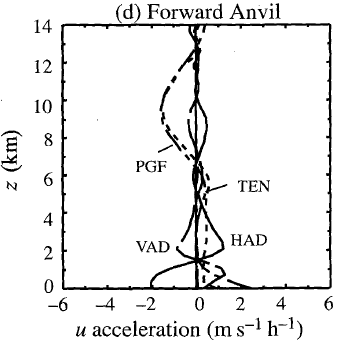 (d) Forward Anvil
14
12
10
8
6
4
2
0
z (km)
PGF
TEN
VAD
HAD
-6 -4 -2 0 2 4 6
u acceleration (m s⁻¹ h⁻¹)